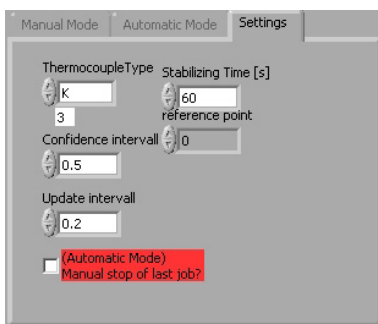 Manual Mode Automatic Mode Settings
ThermocoupleType Stabilizing Time [s]
K 60
3 reference point
Confidence intervall 0
0.5
Update intervall
0.2
(Automatic Mode)
Manual stop of last job?